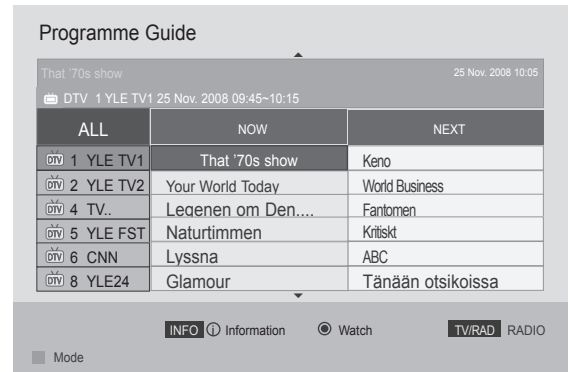 Programme Guide
That '70s show 25 Nov. 2008 10:05
DTV 1 YLE TV1 25 Nov. 2008 09:45~10:15
ALL NOW NEXT
DTV 1 YLE TV1 That '70s show Keno
DTV 2 YLE TV2 Your World Today World Business
DTV 4 TV.. Legenen om Den.... Fantomen
DTV 5 YLE FST Naturtimmen Kritiskt
DTV 6 CNN Lyssna ABC
DTV 8 YLE24 Glamour Tänään otsikoissa
INFO i Information Watch TV/RAD RADIO
Mode